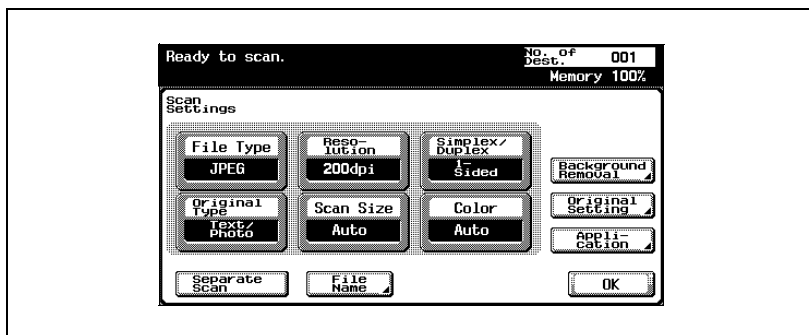 Ready to scan.
No. of
Dest.
001
Memory 100%
Scan
Settings
File Type
JPEG
Reso-
lution
200dpi
Simplex/
Duplex
1-
Sided
Background
Removal
Original
Type
Text/
Photo
Scan Size
Auto
Color
Auto
Original
Setting
Appli-
cation
Separate
Scan
File
Name
OK